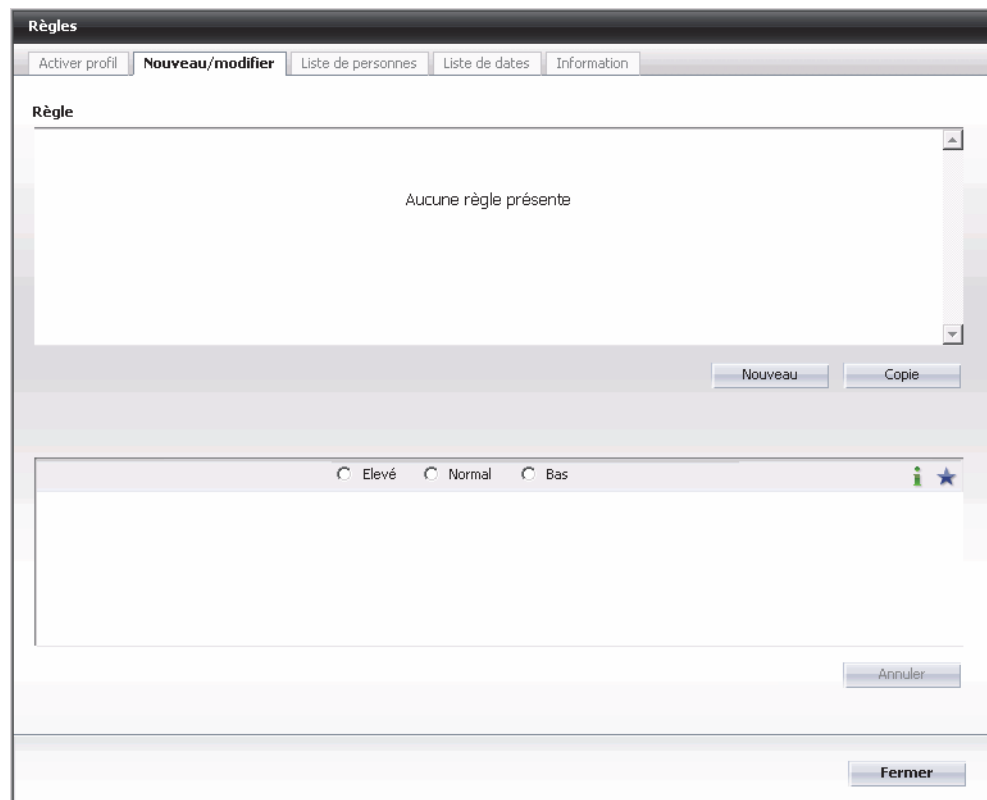 Règles
Activer profil Nouveau/modifier Liste de personnes Liste de dates Information
Règle
Aucune règle présente
Nouveau Copie
Elevé Normal Bas
Annuler
Fermer